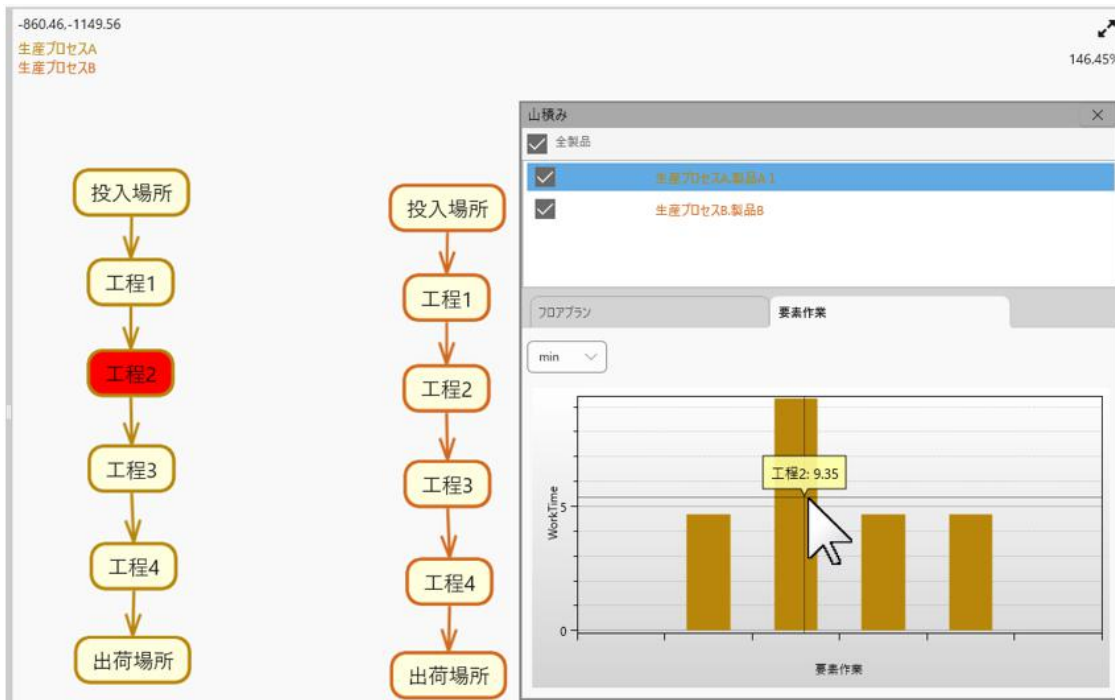 -860.46,-1149.56
生産プロセスA
生産プロセスB
146.45%
投入場所
工程1
工程2
工程3
工程4
出荷場所
投入場所
工程1
工程2
工程3
工程4
出荷場所
山積み
全製品
生産プロセスA.製品A 1
生産プロセスB.製品B
フロアプラン
要素作業
min
工程2: 9.35
WorkTime
5
0
要素作業